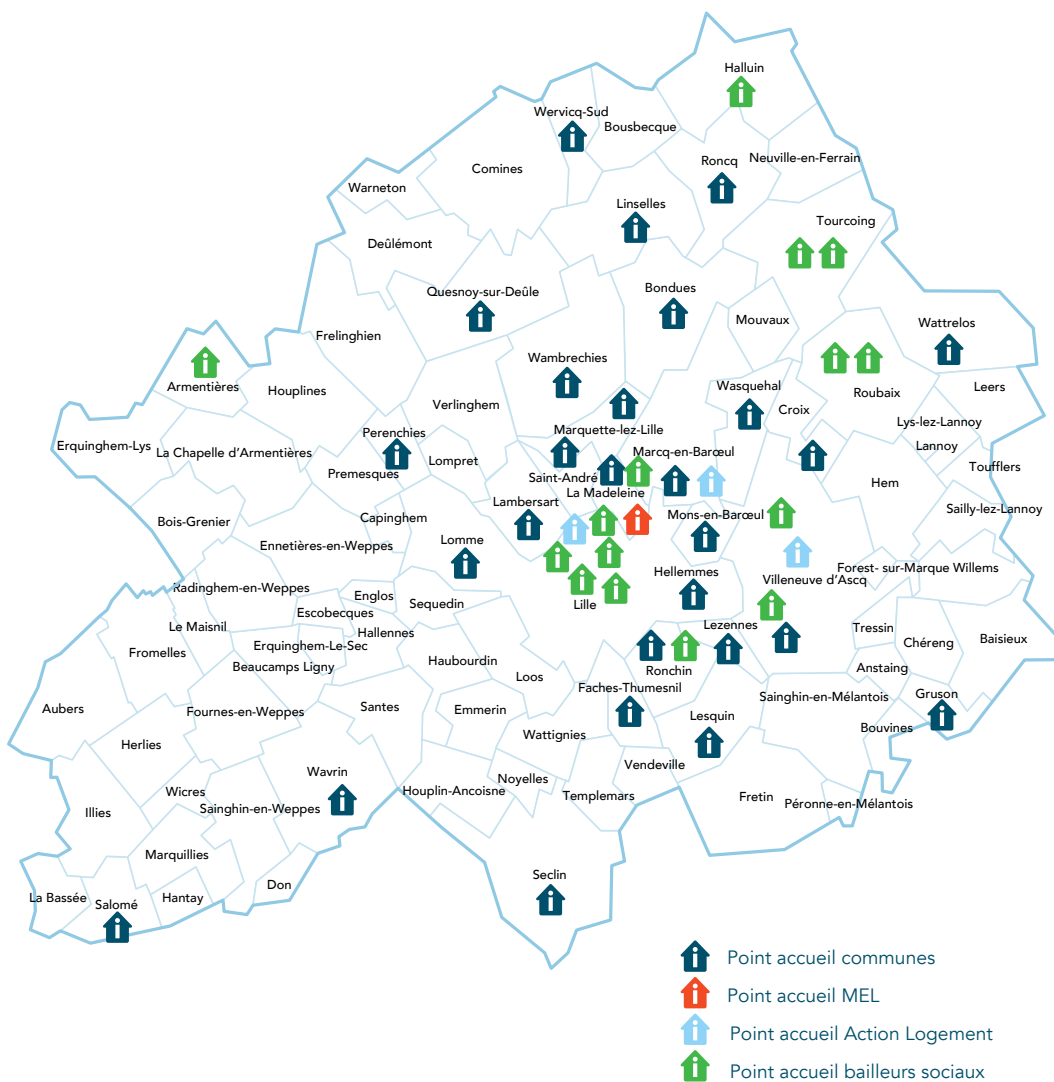 Halluin
Wervicq-Sud
Bousbecque
Neuville-en-Ferrain
Roncq
Comines
Warneton
Linselles
Tourcoing
Deûlémont
Quesnoy-sur-Deûle
Bondues
Mouvaux
Wattrelos
Frelinghien
Wambrechies
Armentières
Houplines
Wasquehal
Roubaix
Leers
Verlinghem
Croix
Lys-lez-Lannoy
Erquinghem-Lys
La Chapelle d'Armentières
Perenchies
Marquette-lez-Lille
Lannoy
Premesques
Lompret
Saint-André
Marcq-en-Barœul
Toufflers
Hem
La Madeleine
Bois-Grenier
Capinghem
Lambersart
Mons-en-Barœul
Sailly-lez-Lannoy
Ennetières-en-Weppes
Lomme
Hellemmes
Villeneuve d'Ascq
Forest- sur-Marque Willems
Radinghem-en-Weppes
Englos
Sequedin
Lille
Escobecques
Le Maisnil
Hallennes
Lezennes
Tressin
Fromelles
Erquinghem-Le-Sec
Chéreng
Baisieux
Beaucamps Ligny
Haubourdin
Loos
Ronchin
Anstaing
Aubers
Fournes-en-Weppes
Santes
Emmerin
Faches-Thumesnil
Sainghin-en-Mélantois
Gruson
Herlies
Wattignies
Lesquin
Bouvines
Wavrin
Noyelles
Vendeville
Wicres
Houplin-Ancoisne
Templemars
Fretin
Péronne-en-Mélantois
Illies
Sainghin-en-Weppes
Marquillies
Don
Seclin
La Bassée
Salomé
Hantay
Point accueil communes
Point accueil MEL
Point accueil Action Logement
Point accueil bailleurs sociaux